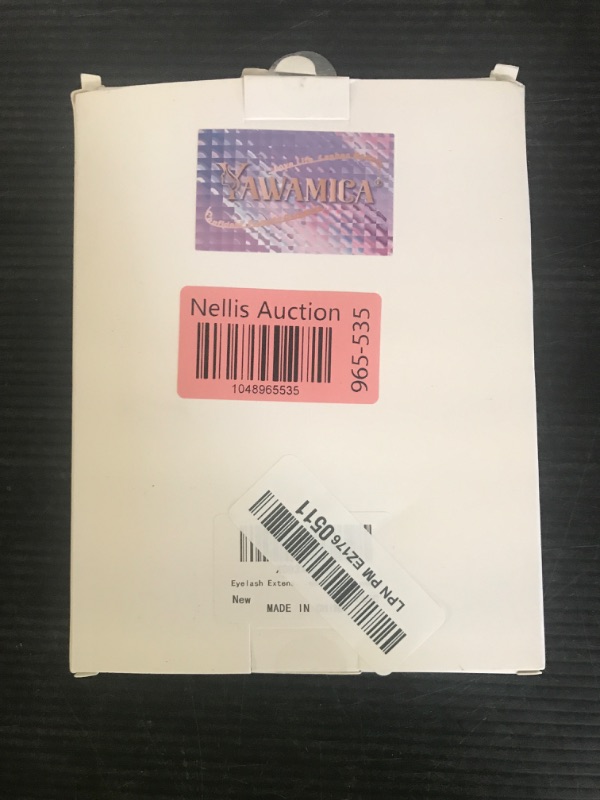 YAWAMICA
Nellis Auction
1048965535
965-535
LPN PM EZ1760511
Eyelash Exten
New
MADE IN